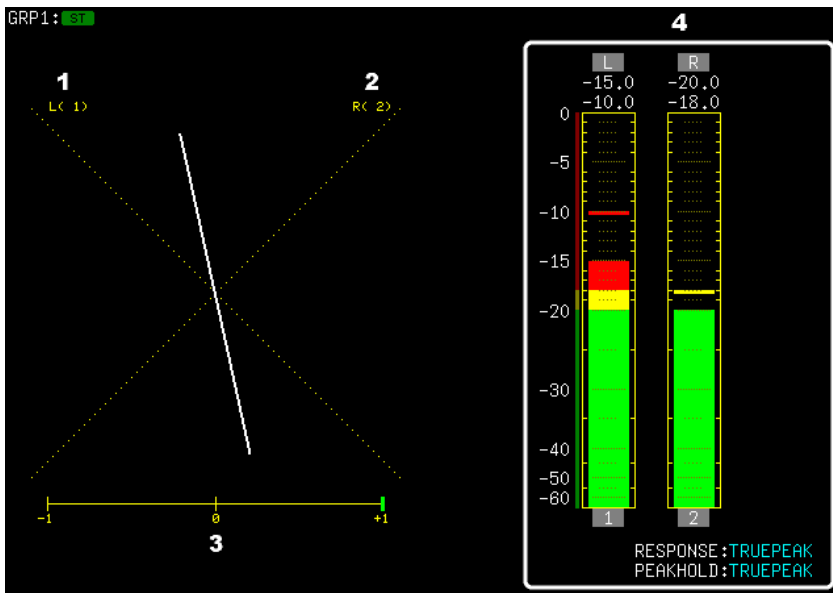 GRP1: ST
4
1
2
L( 1)
R( 2)
L R
-15.0 -20.0
-10.0 -18.0
0
-5
-10
-15
-20
-30
-40
-50
-60
1 2
-1 0 +1
3
RESPONSE:TRUEPEAK
PEAKHOLD:TRUEPEAK